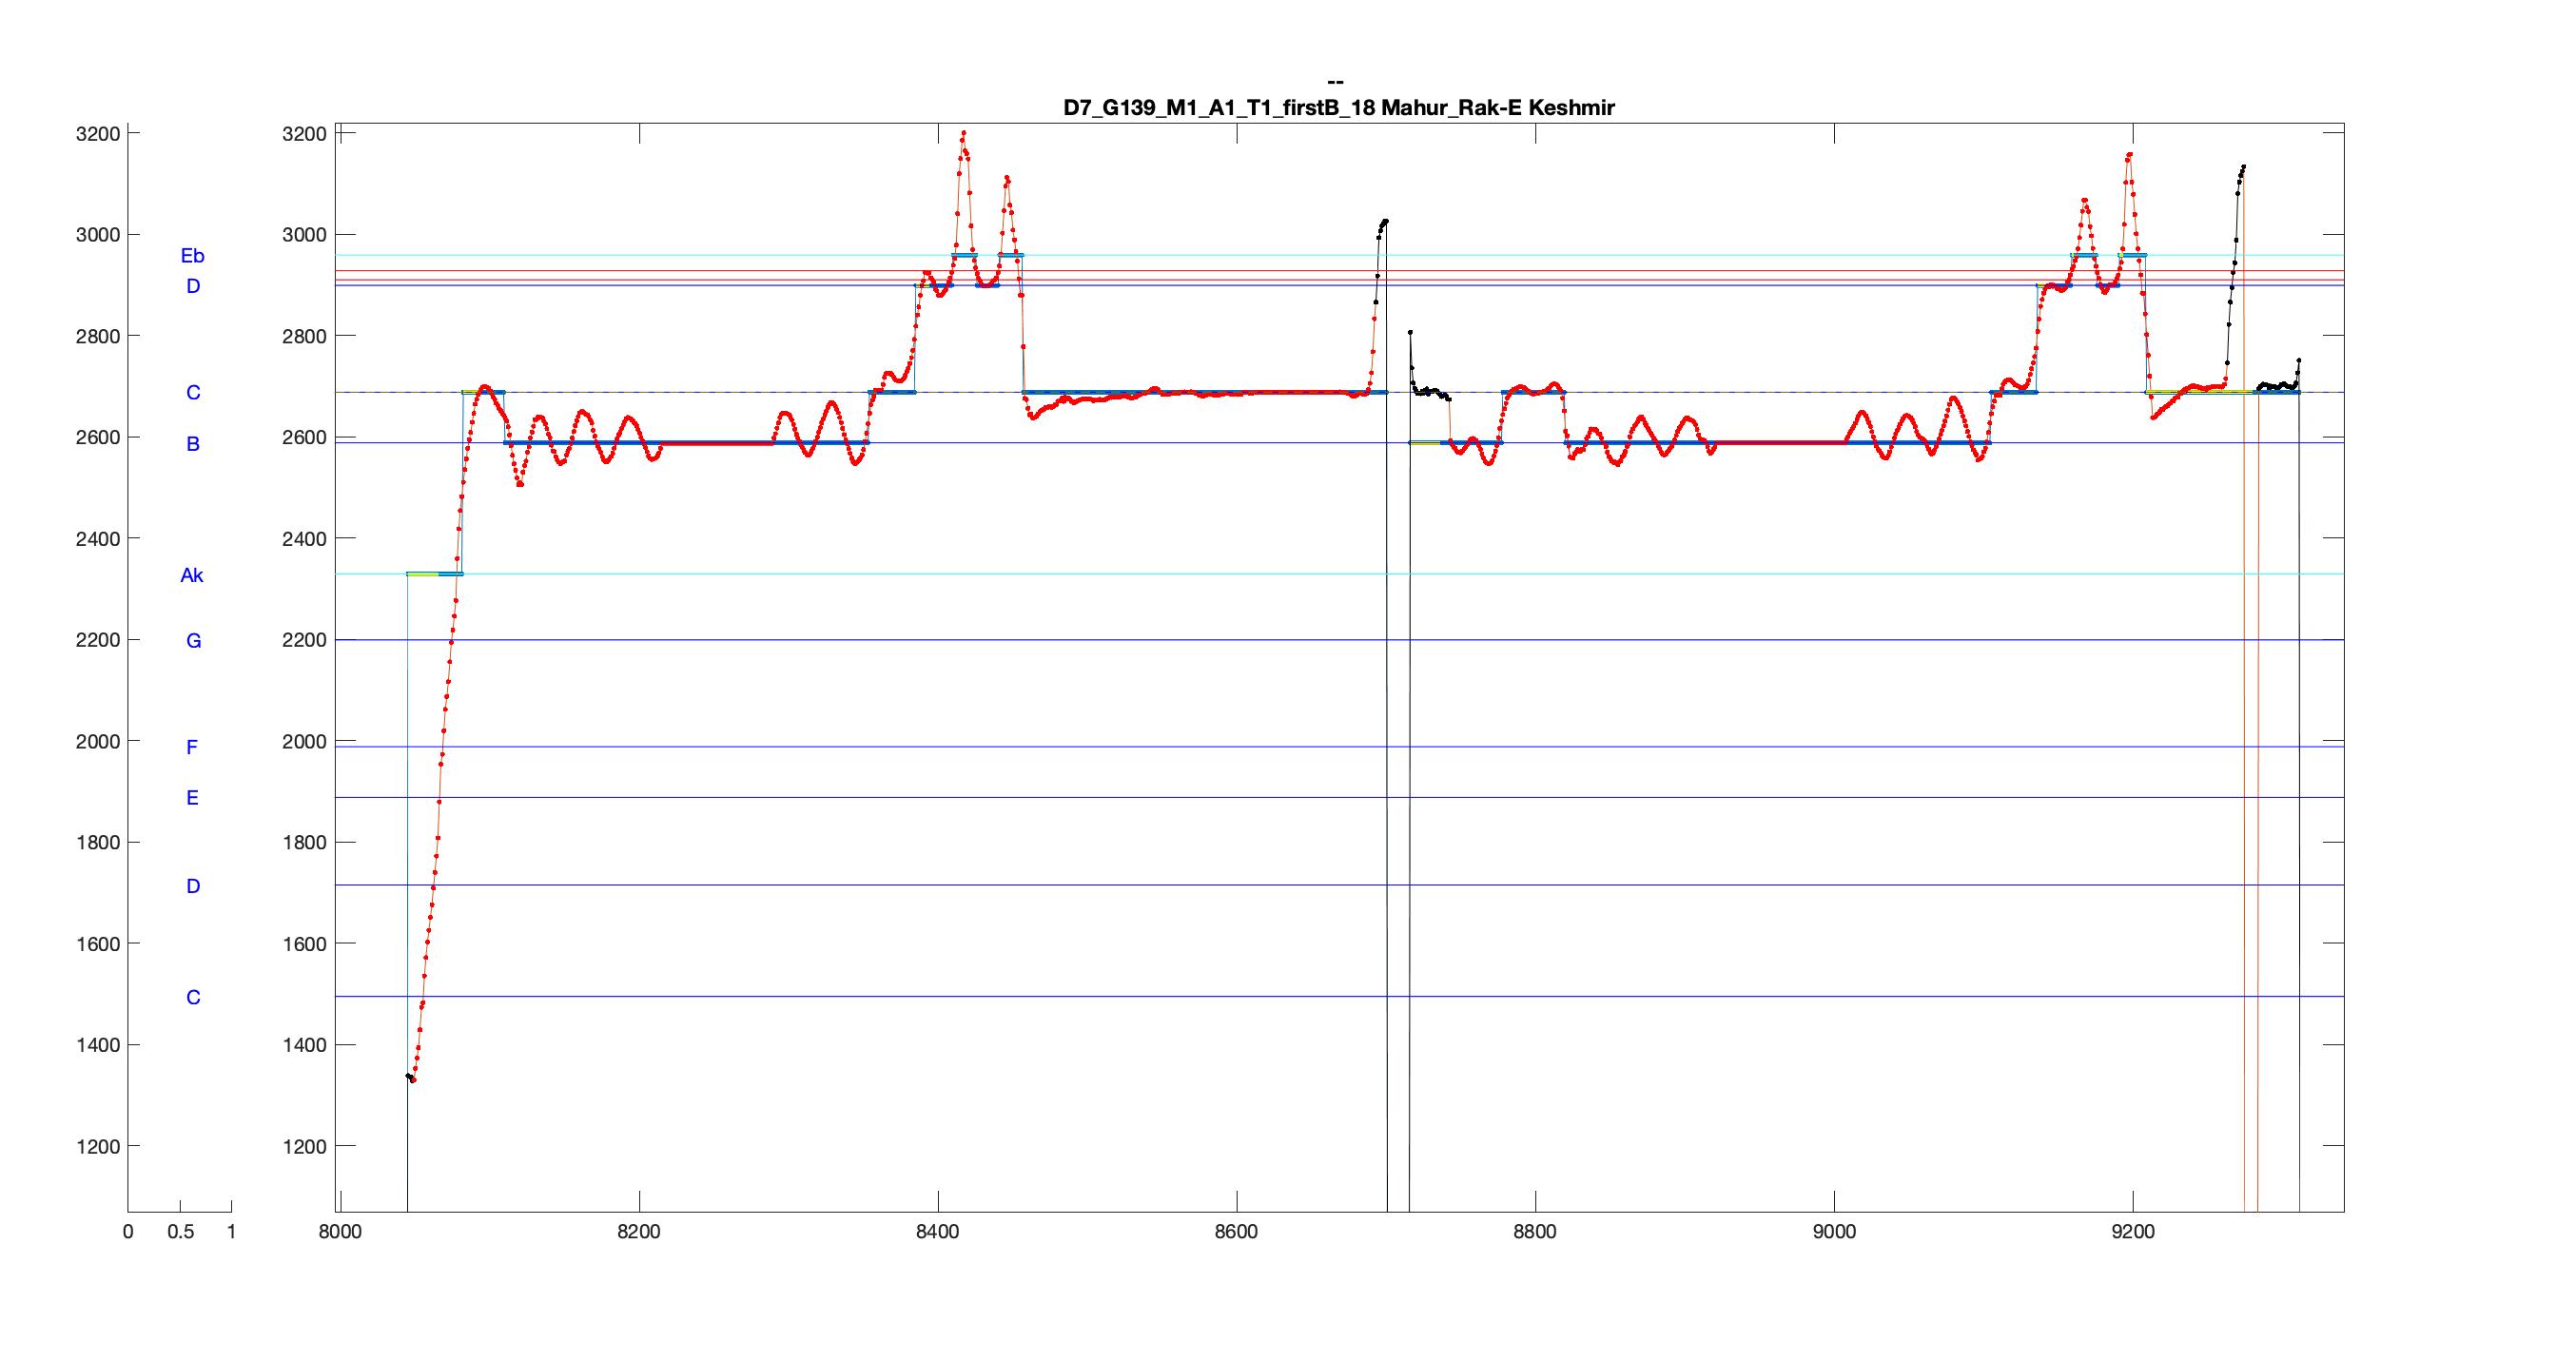 --
D7_G139_M1_A1_T1_firstB_18 Mahur_Rak-E Keshmir
3200 3200
3000 3000
Eb
D
2800 2800
C
2600 2600
B
2400 2400
Ak
2200 G 2200
2000 F 2000
E
1800 1800
D
1600 1600
C
1400 1400
1200 1200
0 0.5 1 8000 8200 8400 8600 8800 9000 9200